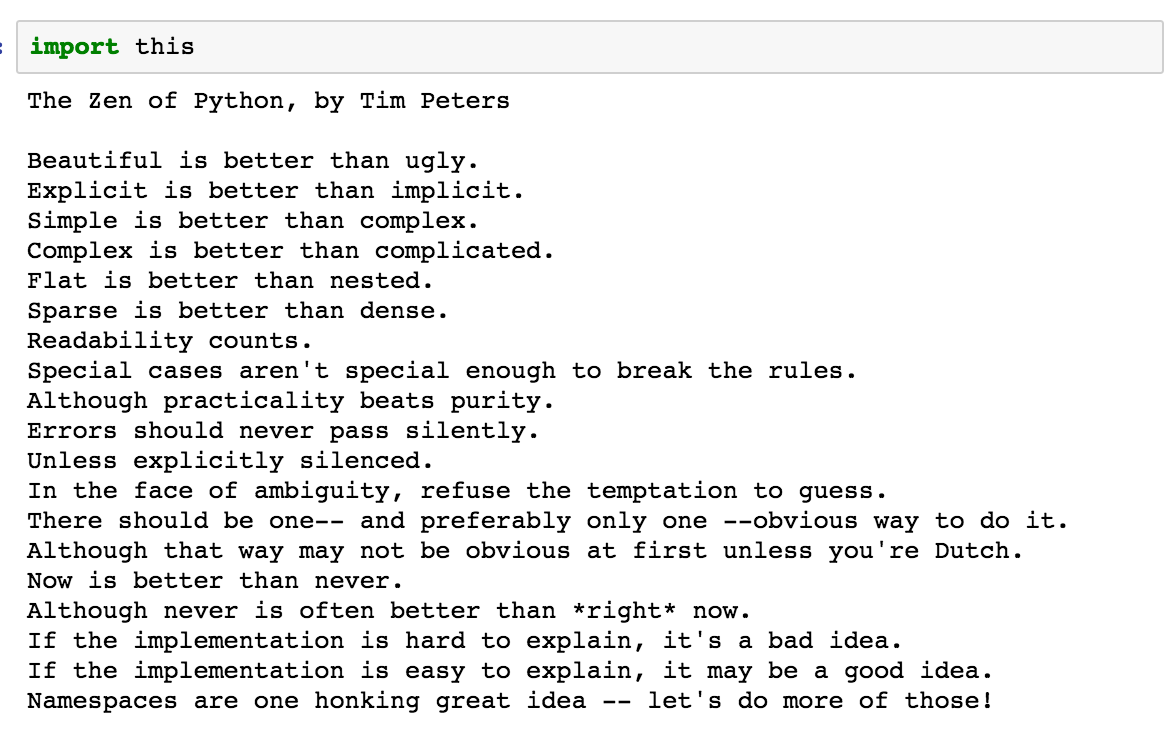 import this
The Zen of Python, by Tim Peters
Beautiful is better than ugly.
Explicit is better than implicit.
Simple is better than complex.
Complex is better than complicated.
Flat is better than nested.
Sparse is better than dense.
Readability counts.
Special cases aren't special enough to break the rules.
Although practicality beats purity.
Errors should never pass silently.
Unless explicitly silenced.
In the face of ambiguity, refuse the temptation to guess.
There should be one-- and preferably only one --obvious way to do it.
Although that way may not be obvious at first unless you're Dutch.
Now is better than never.
Although never is often better than *right* now.
If the implementation is hard to explain, it's a bad idea.
If the implementation is easy to explain, it may be a good idea.
Namespaces are one honking great idea -- let's do more of those!